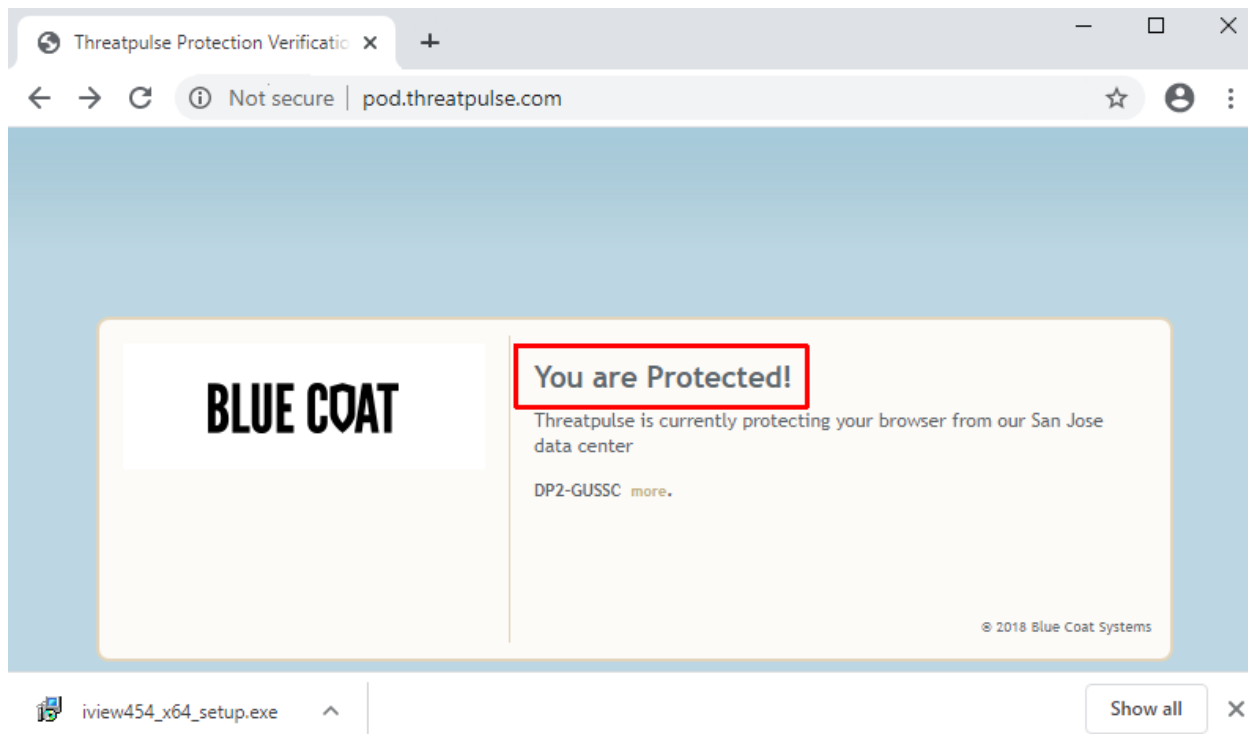 Threatpulse Protection Verificatio
Not secure | pod.threatpulse.com
BLUE COAT
You are Protected!
Threatpulse is currently protecting your browser from our San Jose
data center
DP2-GUSSC more.
© 2018 Blue Coat Systems
iview454_x64_setup.exe
Show all